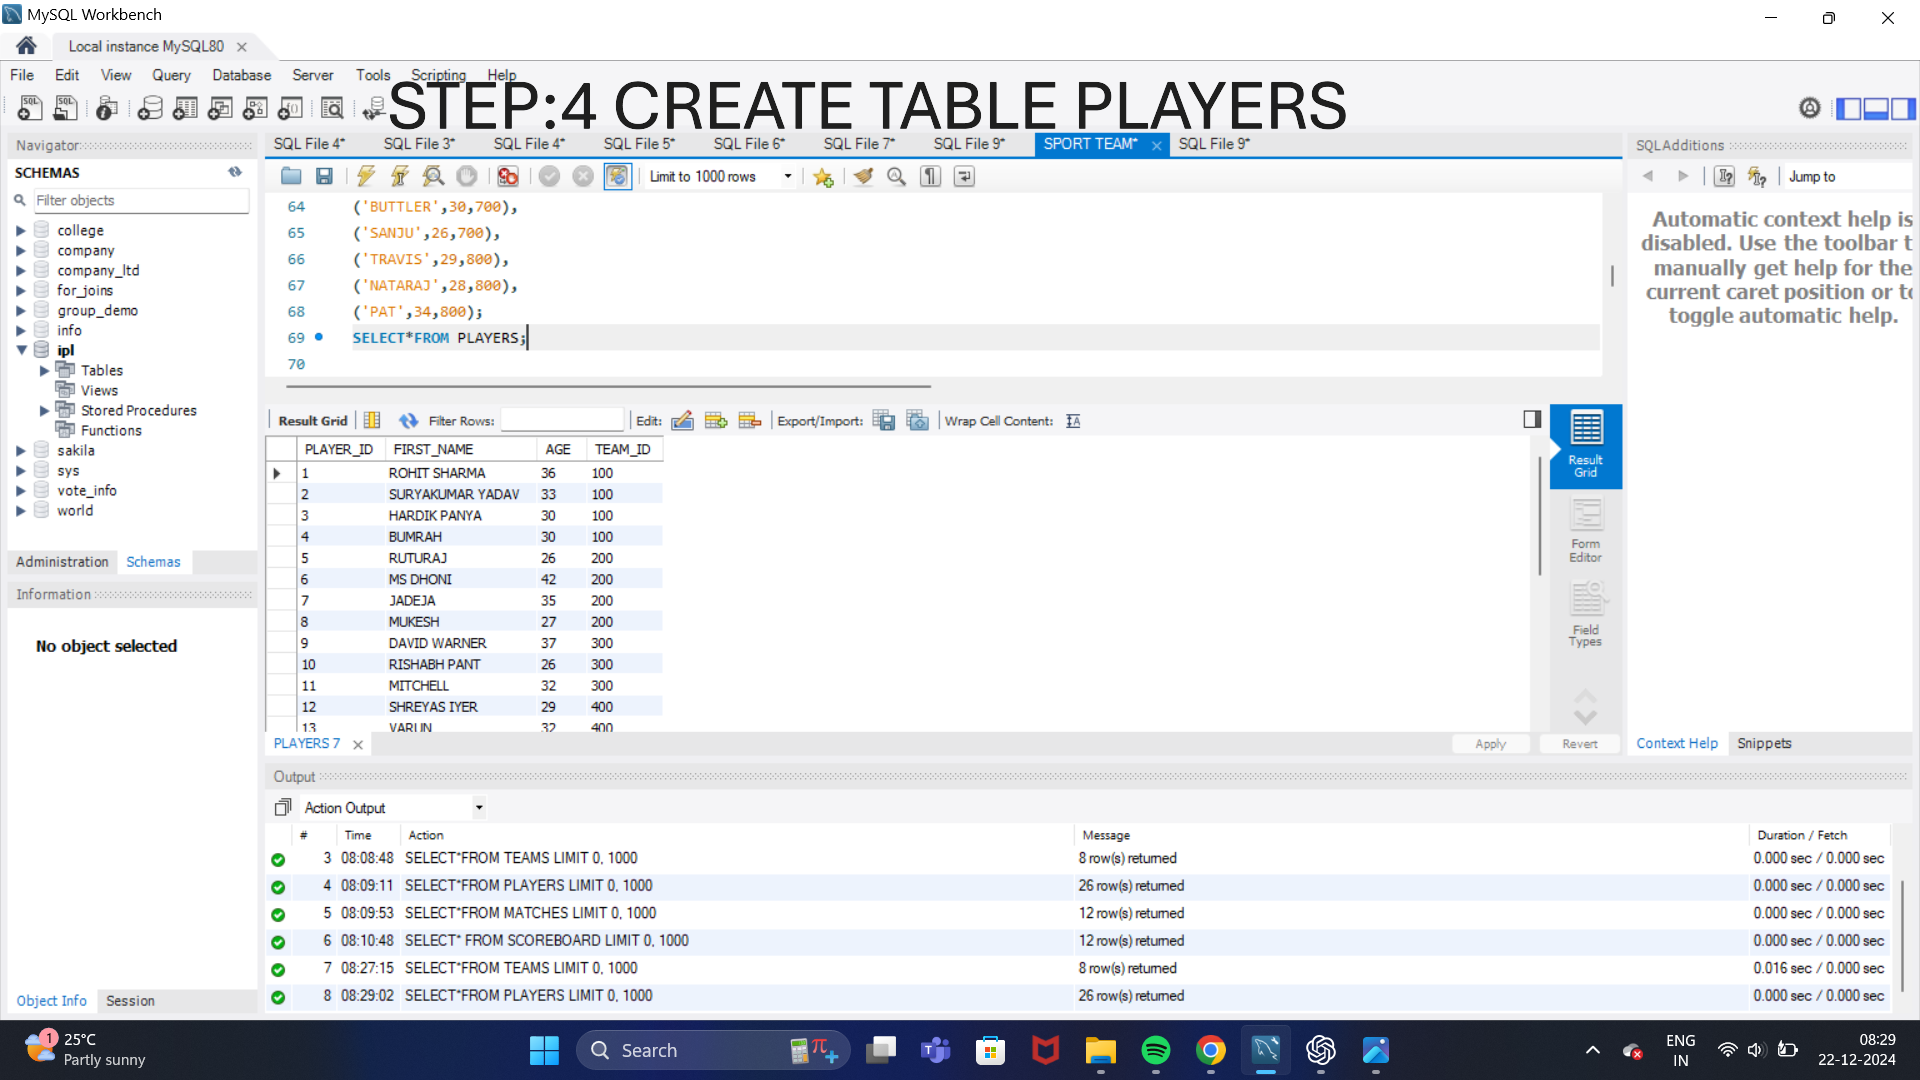 MySQL Workbench
Local instance MySQL80
File Edit View Query Database Server Tools Scripting Help
STEP:4 CREATE TABLE PLAYERS
Navigator
SQL File 4* SQL File 3* SQL File 4* SQL File 5* SQL File 6* SQL File 7* SQL File 9* SPORT TEAM* SQL File 9*
SQLAdditions
SCHEMAS
Limit to 1000 rows
Jump to
Filter objects
college
company
company_ltd
for_joins
group_demo
info
ipl
Tables
Views
Stored Procedures
Functions
sakila
sys
vote_info
world
Administration Schemas
Information
No object selected
Object Info Session
64 ('BUTTLER',30,700),
65 ('SANJU',26,700),
66 ('TRAVIS',29,800),
67 ('NATARAJ',28,800),
68 ('PAT',34,800);
69 SELECT*FROM PLAYERS;
70
Automatic context help is
disabled. Use the toolbar t
manually get help for the
current caret position or to
toggle automatic help.
Result Grid Filter Rows: Edit: Export/Import: Wrap Cell Content:
PLAYER_ID FIRST_NAME AGE TEAM_ID
1 ROHIT SHARMA 36 100
2 SURYAKUMAR YADAV 33 100
3 HARDIK PANYA 30 100
4 BUMRAH 30 100
5 RUTURAJ 26 200
6 MS DHONI 42 200
7 JADEJA 35 200
8 MUKESH 27 200
9 DAVID WARNER 37 300
10 RISHABH PANT 26 300
11 MITCHELL 32 300
12 SHREYAS IYER 29 400
13 VARUN 32 400
Result
Grid
Form
Editor
Field
Types
PLAYERS 7
Apply Revert
Context Help Snippets
Output
Action Output
# Time Action Message Duration / Fetch
3 08:08:48 SELECT*FROM TEAMS LIMIT 0, 1000 8 row(s) returned 0.000 sec / 0.000 sec
4 08:09:11 SELECT*FROM PLAYERS LIMIT 0, 1000 26 row(s) returned 0.000 sec / 0.000 sec
5 08:09:53 SELECT*FROM MATCHES LIMIT 0, 1000 12 row(s) returned 0.000 sec / 0.000 sec
6 08:10:48 SELECT* FROM SCOREBOARD LIMIT 0, 1000 12 row(s) returned 0.000 sec / 0.000 sec
7 08:27:15 SELECT*FROM TEAMS LIMIT 0, 1000 8 row(s) returned 0.016 sec / 0.000 sec
8 08:29:02 SELECT*FROM PLAYERS LIMIT 0, 1000 26 row(s) returned 0.000 sec / 0.000 sec
1
25°C
Partly sunny
Search
ENG
IN
08:29
22-12-2024